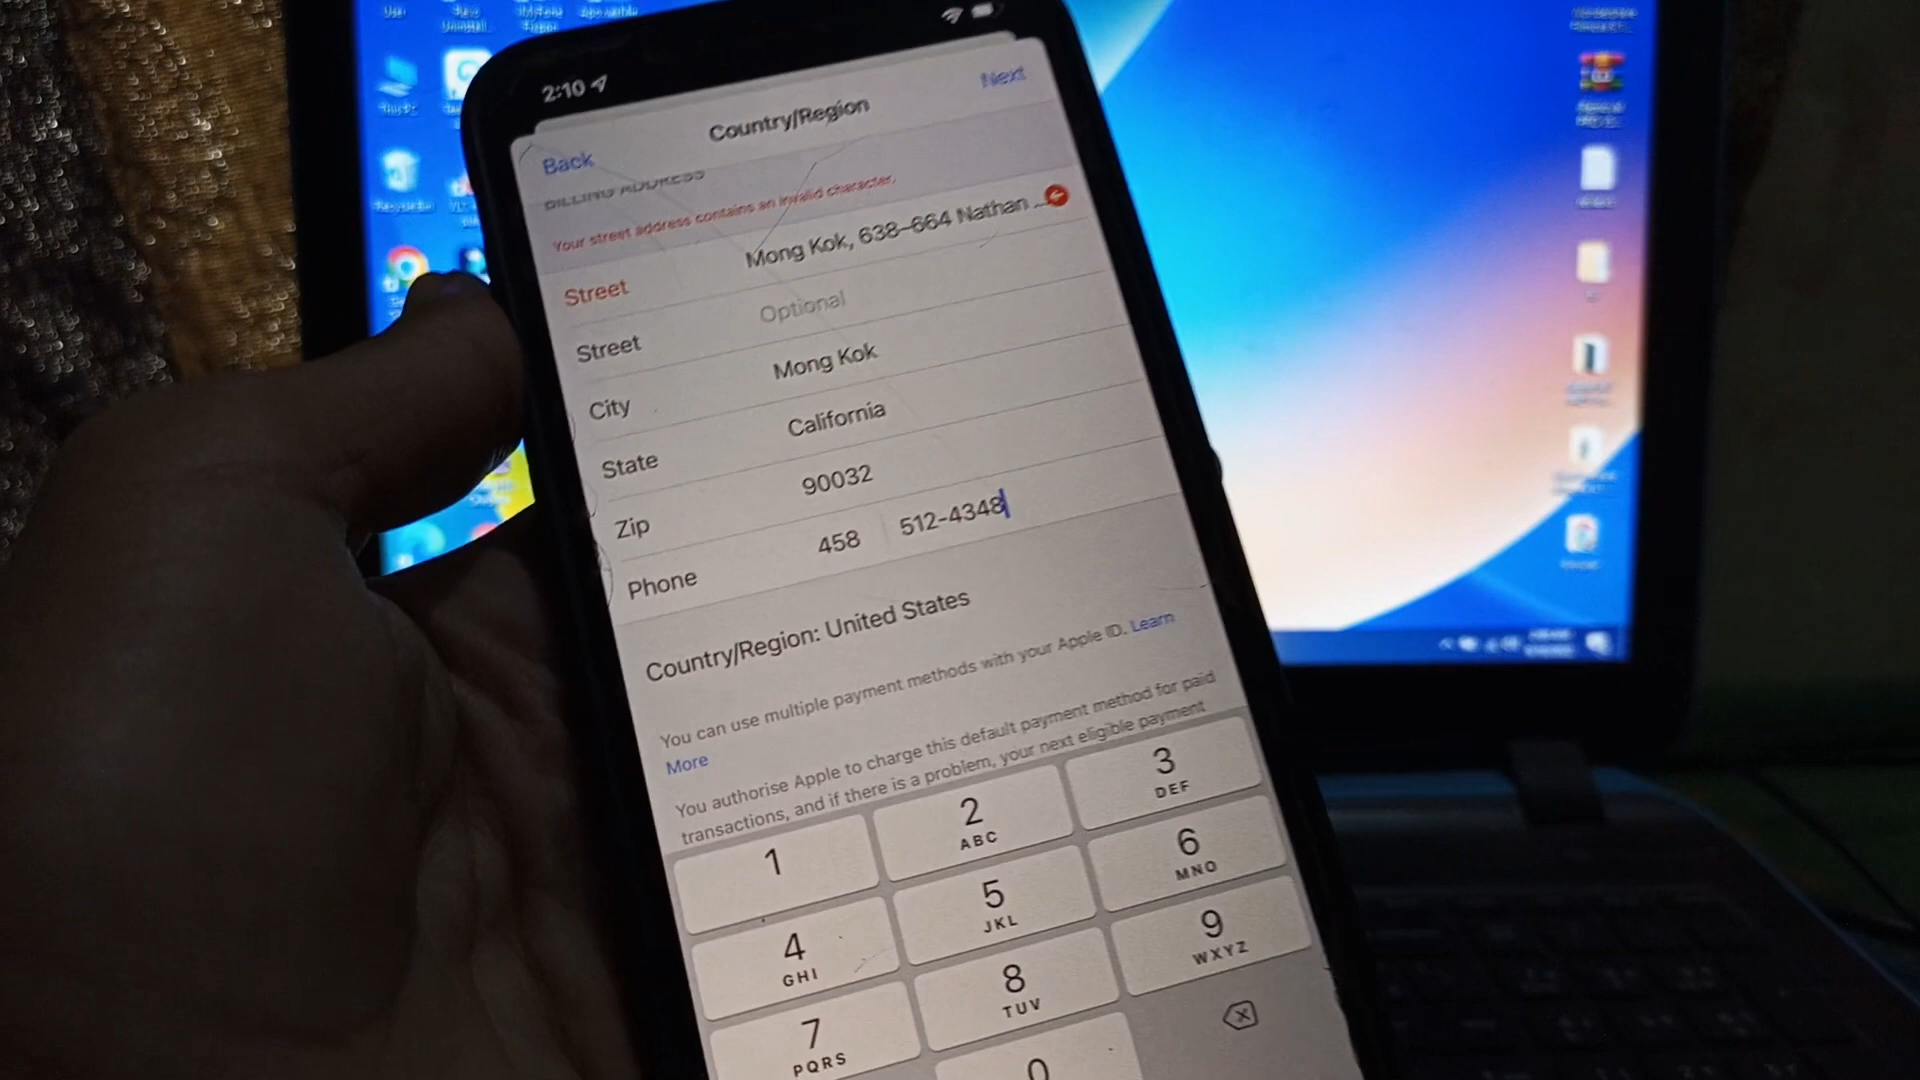 2:10
Back
Country/Region
Next
BILLING ADDRESS
Your street address contains an invalid character.
Street Mong Kok, 638–664 Nathan ...
Street Optional
City Mong Kok
State California
Zip 90032
Phone 458 512-4348
Country/Region: United States
You can use multiple payment methods with your Apple ID. Learn
More
You authorise Apple to charge this default payment method for paid
transactions, and if there is a problem, your next eligible payment
1
2
ABC
3
DEF
4
GHI
5
JKL
6
MNO
7
PQRS
8
TUV
9
WXYZ
0